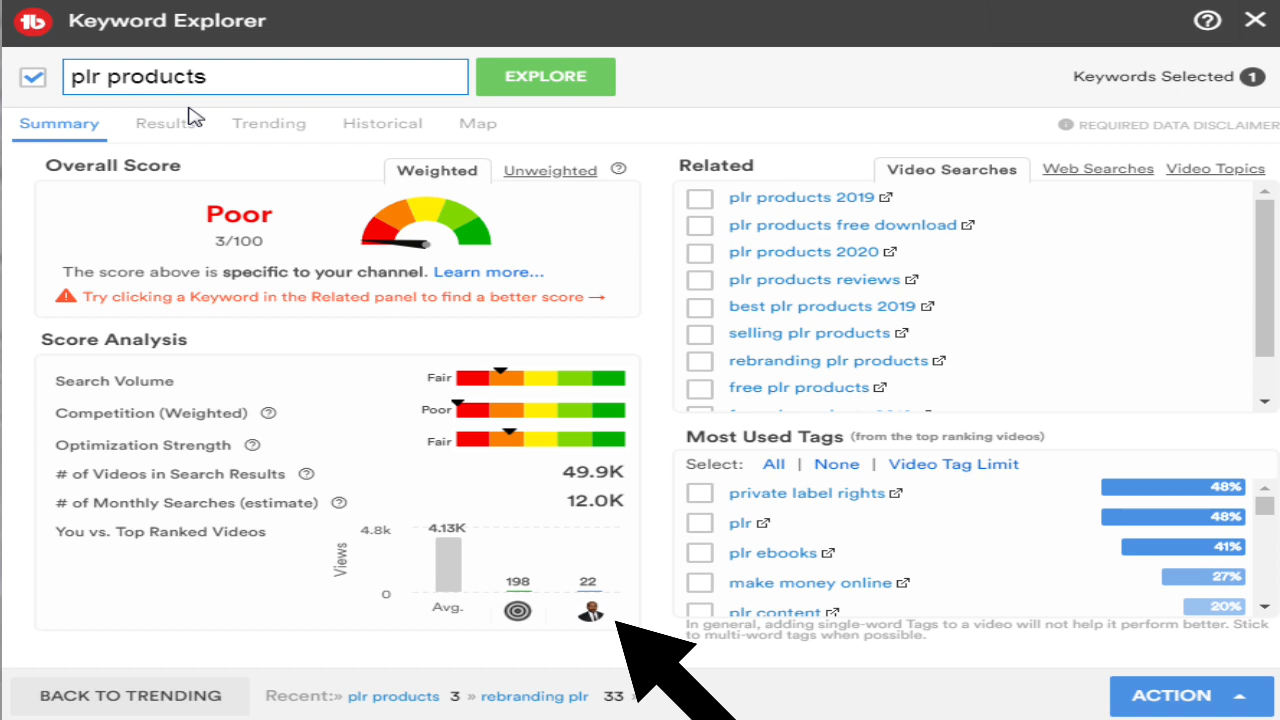 tb Keyword Explorer
plr products EXPLORE Keywords Selected 1
Summary Results Trending Historical Map REQUIRED DATA DISCLAIMER
Overall Score Weighted Unweighted
Poor
3/100
The score above is specific to your channel. Learn more...
Try clicking a Keyword in the Related panel to find a better score →
Score Analysis
Search Volume Fair
Competition (Weighted) Poor
Optimization Strength Fair
# of Videos in Search Results 49.9K
# of Monthly Searches (estimate) 12.0K
You vs. Top Ranked Videos
Views
4.8k
0
4.13K 198 22
Avg.
Related Video Searches Web Searches Video Topics
plr products 2019
plr products free download
plr products 2020
plr products reviews
best plr products 2019
selling plr products
rebranding plr products
free plr products
Most Used Tags (from the top ranking videos)
Select: All | None | Video Tag Limit
private label rights 48%
plr 48%
plr ebooks 41%
make money online 27%
plr content 20%
In general, adding single-word Tags to a video will not help it perform better. Stick
to multi-word tags when possible.
BACK TO TRENDING Recent:» plr products 3 » rebranding plr 33 ACTION